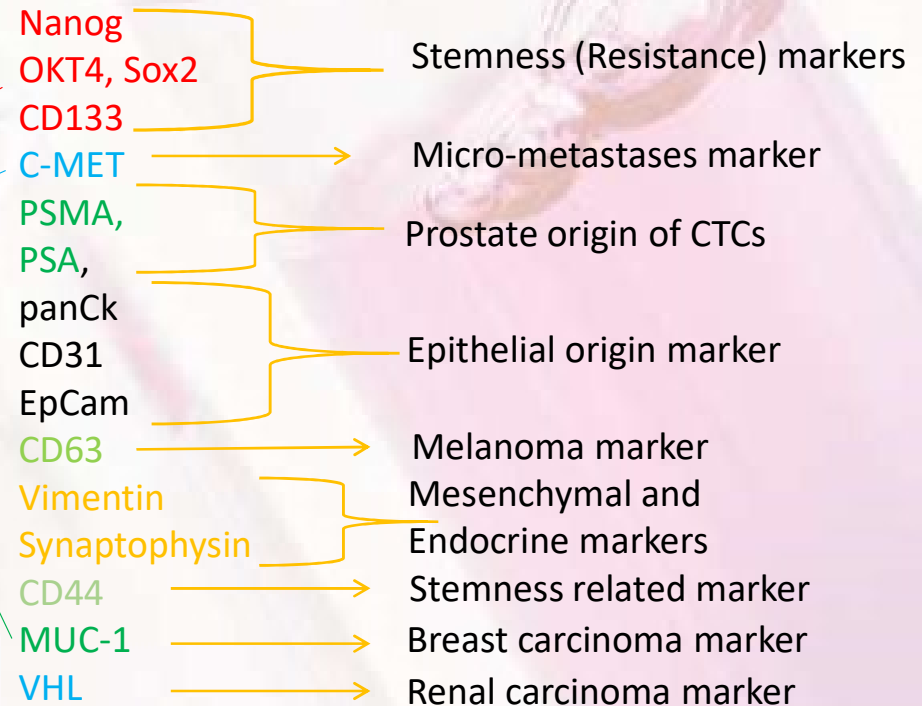 Nanog
OKT4, Sox2
CD133
Stemness (Resistance) markers
C-MET
Micro-metastases marker
PSMA,
PSA,
Prostate origin of CTCs
panCk
CD31
EpCam
Epithelial origin marker
CD63
Melanoma marker
Vimentin
Synaptophysin
Mesenchymal and
Endocrine markers
CD44
Stemness related marker
MUC-1
Breast carcinoma marker
VHL
Renal carcinoma marker